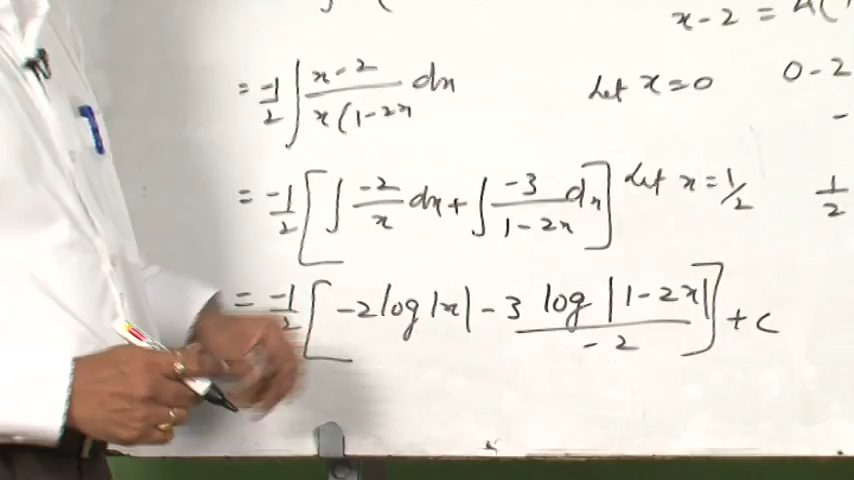 x-2 = A(
= -1/2 ∫ x-2/x(1-2x dx Let x=0 0-2
= -1/2 [ ∫ -2/x dx + ∫ -3/1-2x dx ] Let x=1/2 1/2
= -1/2 [ -2 log|x| - 3 log |1-2x|/-2 ] + c